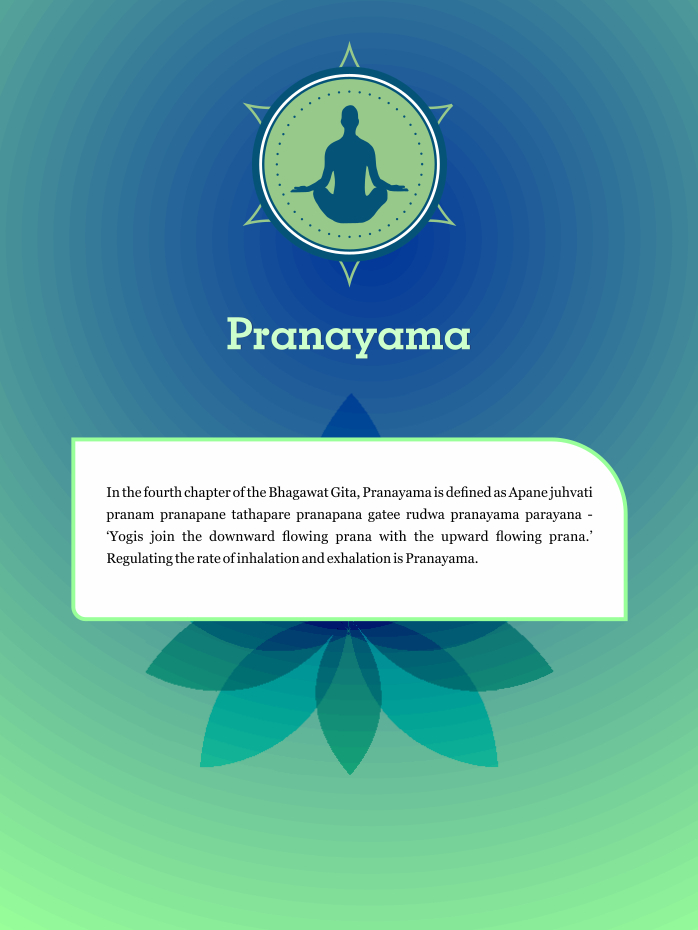 Pranayama
In the fourth chapter of the Bhagawat Gita, Pranayama is defined as Apane juhvati
pranam pranapane tathapare pranapana gatee rudwa pranayama parayana -
‘Yogis join the downward flowing prana with the upward flowing prana.’
Regulating the rate of inhalation and exhalation is Pranayama.